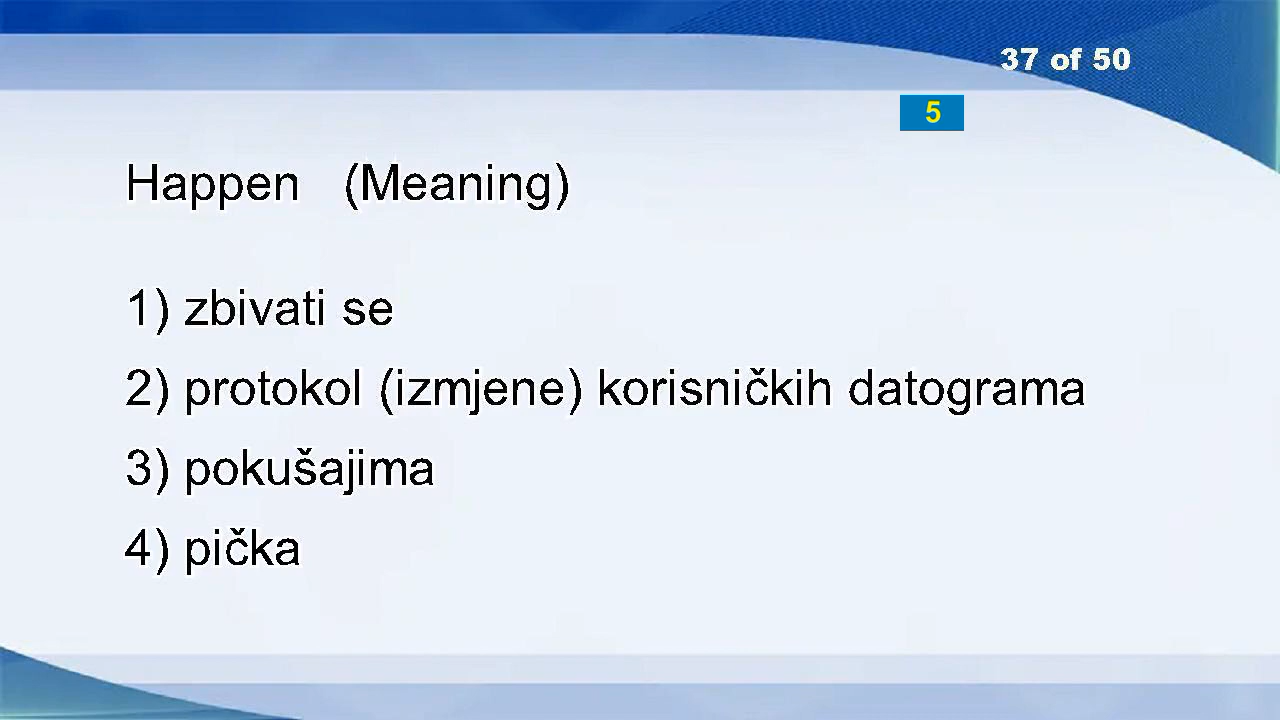 37 of 50
5
Happen (Meaning)
1) zbivati se
2) protokol (izmjene) korisničkih datograma
3) pokušajima
4) pička